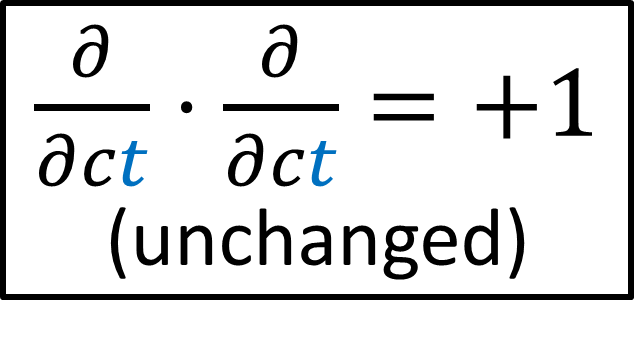 ∂/∂ct · ∂/∂ct = +1
(unchanged)